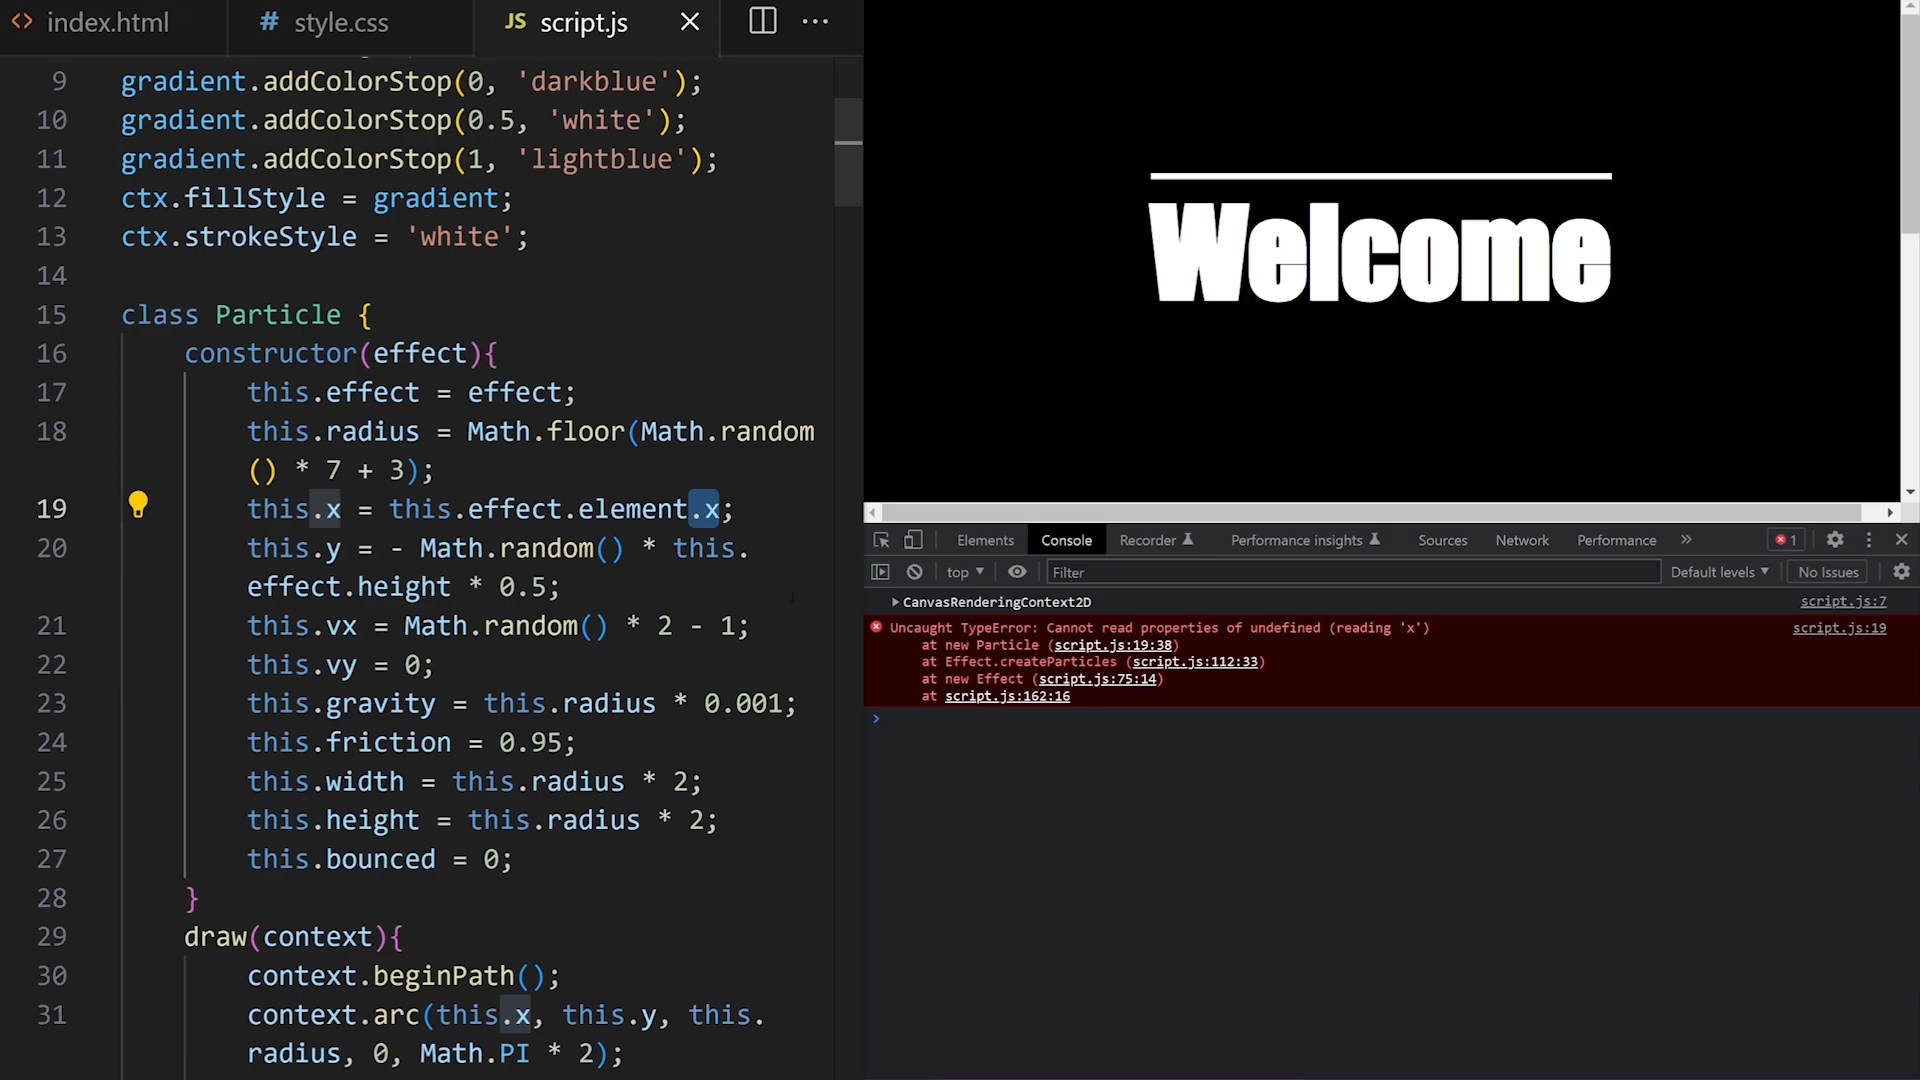 index.html
# style.css
JS script.js
9 gradient.addColorStop(0, 'darkblue');
10 gradient.addColorStop(0.5, 'white');
11 gradient.addColorStop(1, 'lightblue');
12 ctx.fillStyle = gradient;
13 ctx.strokeStyle = 'white';
14
15 class Particle {
16 constructor(effect){
17 this.effect = effect;
18 this.radius = Math.floor(Math.random
() * 7 + 3);
19 this.x = this.effect.element.x;
20 this.y = - Math.random() * this.
effect.height * 0.5;
21 this.vx = Math.random() * 2 - 1;
22 this.vy = 0;
23 this.gravity = this.radius * 0.001;
24 this.friction = 0.95;
25 this.width = this.radius * 2;
26 this.height = this.radius * 2;
27 this.bounced = 0;
28 }
29 draw(context){
30 context.beginPath();
31 context.arc(this.x, this.y, this.
radius, 0, Math.PI * 2);
Welcome
Elements Console Recorder Performance insights Sources Network Performance » 1
top Filter Default levels No Issues
CanvasRenderingContext2D script.js:7
Uncaught TypeError: Cannot read properties of undefined (reading 'x') script.js:19
at new Particle (script.js:19:38)
at Effect.createParticles (script.js:112:33)
at new Effect (script.js:75:14)
at script.js:162:16
>